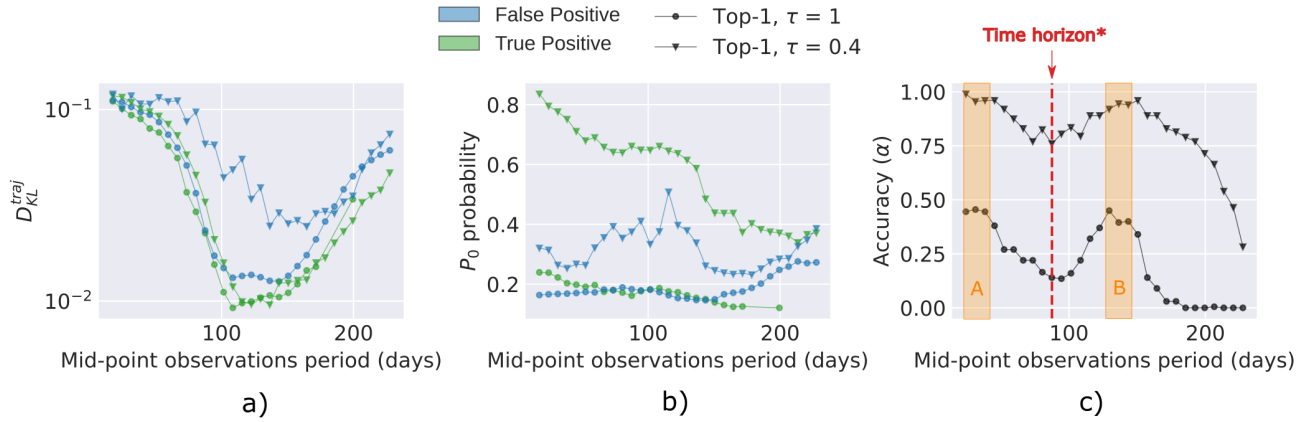 False Positive
True Positive
Top-1, τ = 1
Top-1, τ = 0.4
Time horizon*
10⁻¹
10⁻²
D_KL^traj
100
200
Mid-point observations period (days)
a)
0.8
0.6
0.4
0.2
P₀ probability
100
200
Mid-point observations period (days)
b)
1.00
0.75
0.50
0.25
0.00
Accuracy (α)
A
B
100
200
Mid-point observations period (days)
c)